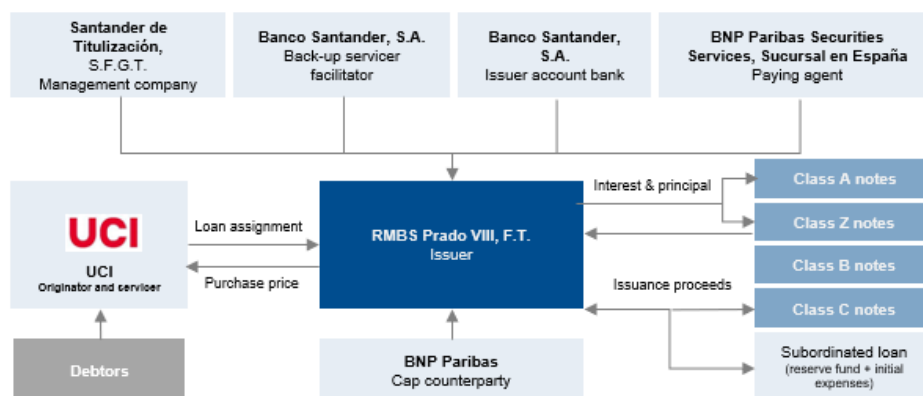 Santander de
Titulización,
S.F.G.T.
Management company
Banco Santander, S.A.
Back-up servicer
facilitator
Banco Santander,
S.A.
Issuer account bank
BNP Paribas Securities
Services, Sucursal en España
Paying agent
UCI
UCI
Originator and servicer
Loan assignment
Purchase price
RMBS Prado VIII, F.T.
Issuer
Interest & principal
Issuance proceeds
Class A notes
Class Z notes
Class B notes
Class C notes
Subordinated loan
(reserve fund + initial
expenses)
Debtors
BNP Paribas
Cap counterparty